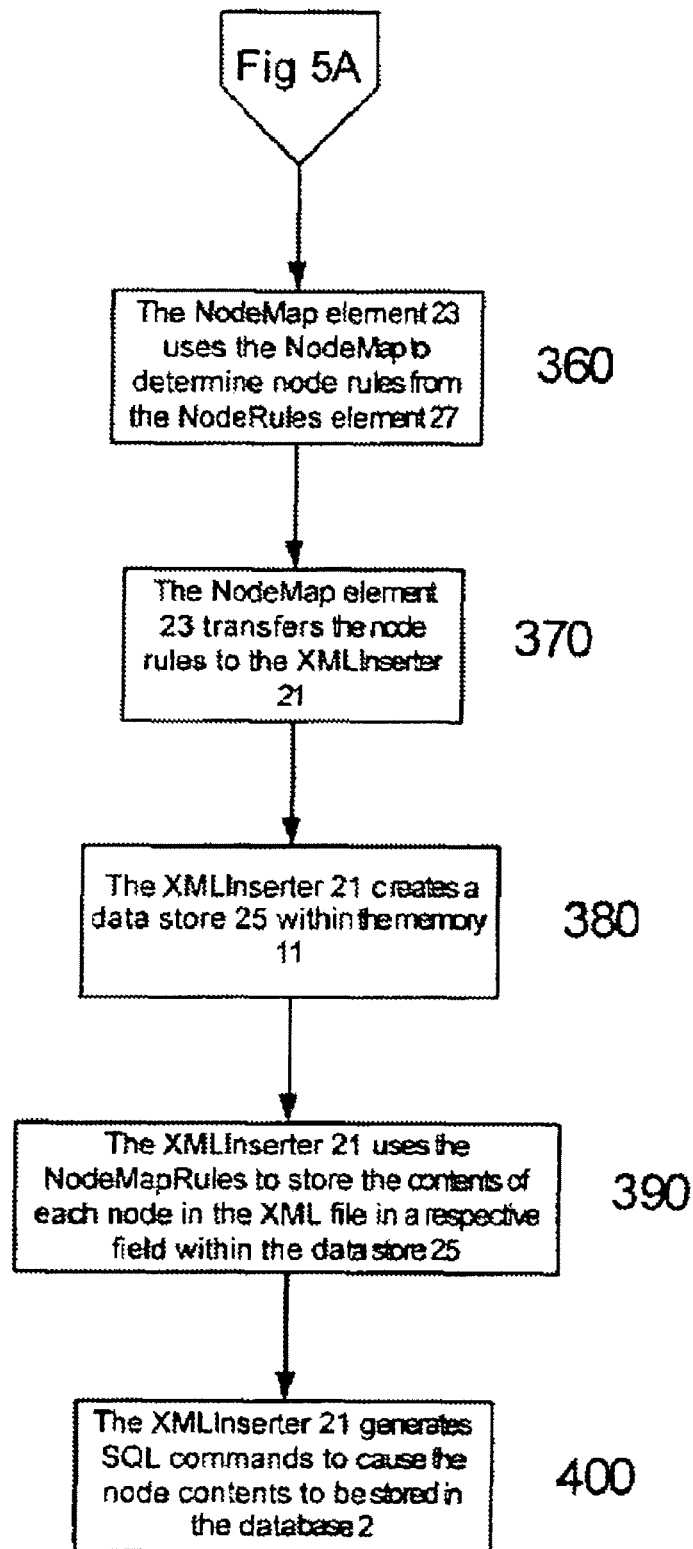 Fig 5A
The NodeMap element 23
uses the NodeMap to
determine node rules from
the NodeRules element 27
360
The NodeMap element
23 transfers the node
rules to the XMLInserter
21
370
The XMLInserter 21 creates a
data store 25 within the memory
11
380
The XMLInserter 21 uses the
NodeMapRules to store the contents of
each node in the XML file in a respective
field within the data store 25
390
The XMLInserter 21 generates
SQL commands to cause the
node contents to be stored in
the database 2
400